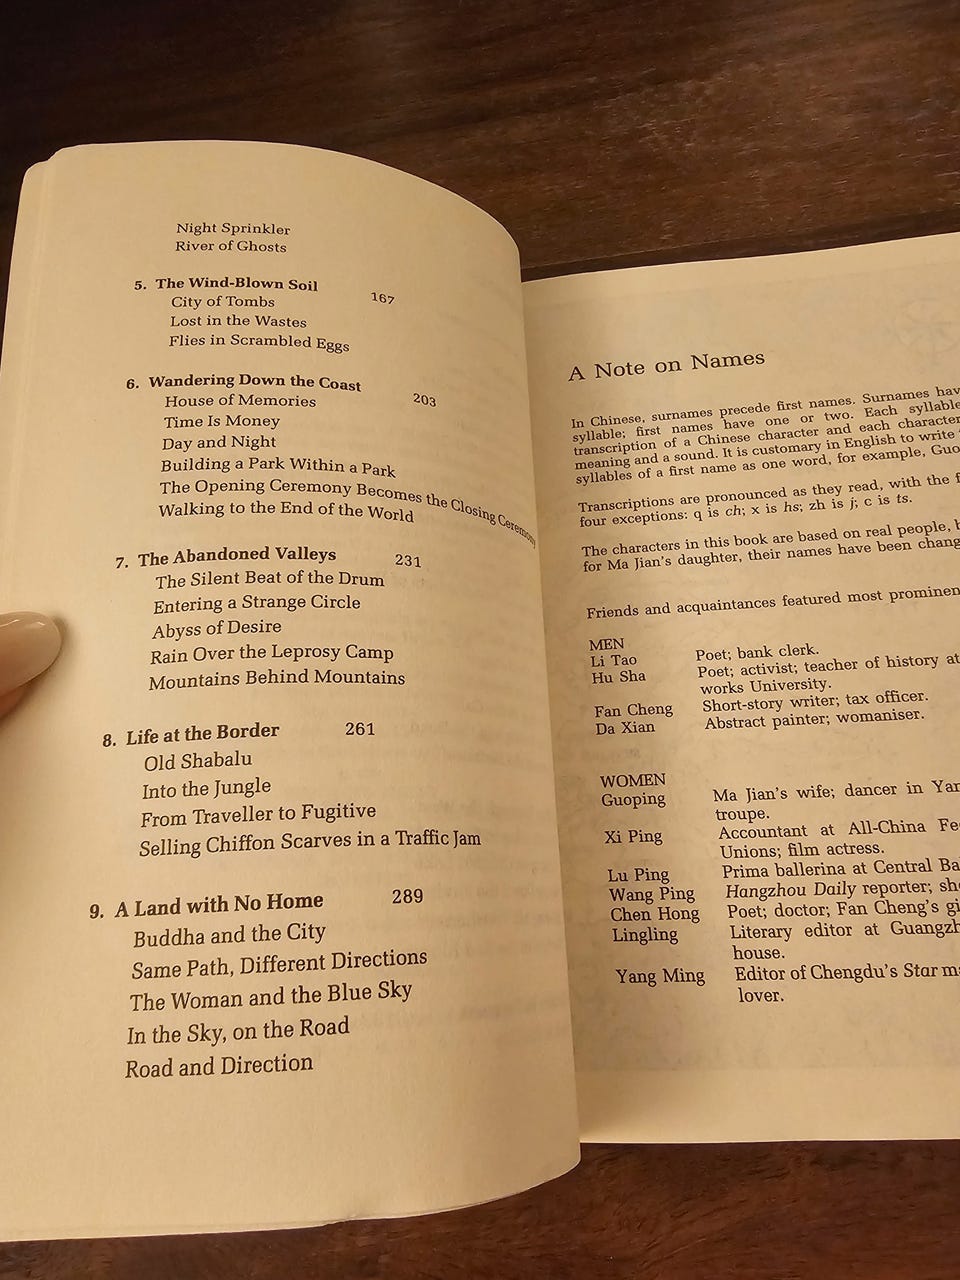 Night Sprinkler
River of Ghosts
5. The Wind-Blown Soil 167
City of Tombs
Lost in the Wastes
Flies in Scrambled Eggs
6. Wandering Down the Coast 203
House of Memories
Time Is Money
Day and Night
Building a Park Within a Park
The Opening Ceremony Becomes the Closing Ceremony
Walking to the End of the World
7. The Abandoned Valleys 231
The Silent Beat of the Drum
Entering a Strange Circle
Abyss of Desire
Rain Over the Leprosy Camp
Mountains Behind Mountains
8. Life at the Border 261
Old Shabalu
Into the Jungle
From Traveller to Fugitive
Selling Chiffon Scarves in a Traffic Jam
9. A Land with No Home 289
Buddha and the City
Same Path, Different Directions
The Woman and the Blue Sky
In the Sky, on the Road
Road and Direction
A Note on Names
In Chinese, surnames precede first names. Surnames hav
syllable; first names have one or two. Each syllable
transcription of a Chinese character and each character
meaning and a sound. It is customary in English to write
syllables of a first name as one word, for example, Guo
Transcriptions are pronounced as they read, with the f
four exceptions: q is ch; x is hs; zh is j; c is ts.
The characters in this book are based on real people, b
for Ma Jian's daughter, their names have been chang
Friends and acquaintances featured most prominen
MEN
Li Tao Poet; bank clerk.
Hu Sha Poet; activist; teacher of history at
works University.
Fan Cheng Short-story writer; tax officer.
Da Xian Abstract painter; womaniser.
WOMEN
Guoping Ma Jian's wife; dancer in Yan
troupe.
Xi Ping Accountant at All-China Fe
Unions; film actress.
Lu Ping Prima ballerina at Central Ba
Wang Ping Hangzhou Daily reporter; sh
Chen Hong Poet; doctor; Fan Cheng's gi
Lingling Literary editor at Guangzh
house.
Yang Ming Editor of Chengdu's Star m
lover.